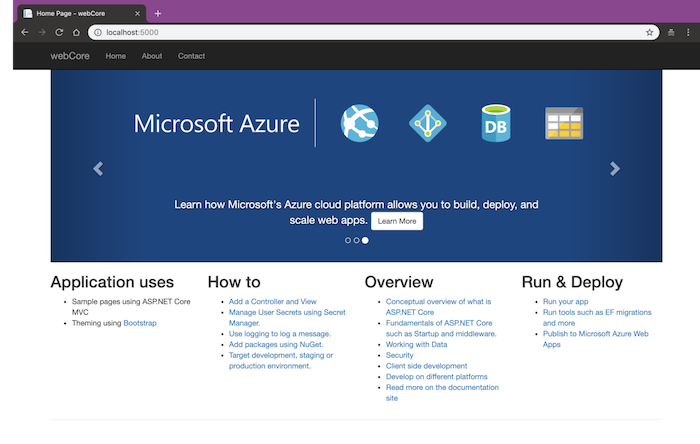 Home Page - webCore
localhost:5000
webCore Home About Contact
Microsoft Azure
DB
Learn how Microsoft's Azure cloud platform allows you to build, deploy, and
scale web apps. Learn More
Application uses
Sample pages using ASP.NET Core
MVC
Theming using Bootstrap
How to
Add a Controller and View
Manage User Secrets using Secret
Manager.
Use logging to log a message.
Add packages using NuGet.
Target development, staging or
production environment.
Overview
Conceptual overview of what is
ASP.NET Core
Fundamentals of ASP.NET Core
such as Startup and middleware.
Working with Data
Security
Client side development
Develop on different platforms
Read more on the documentation
site
Run & Deploy
Run your app
Run tools such as EF migrations
and more
Publish to Microsoft Azure Web
Apps